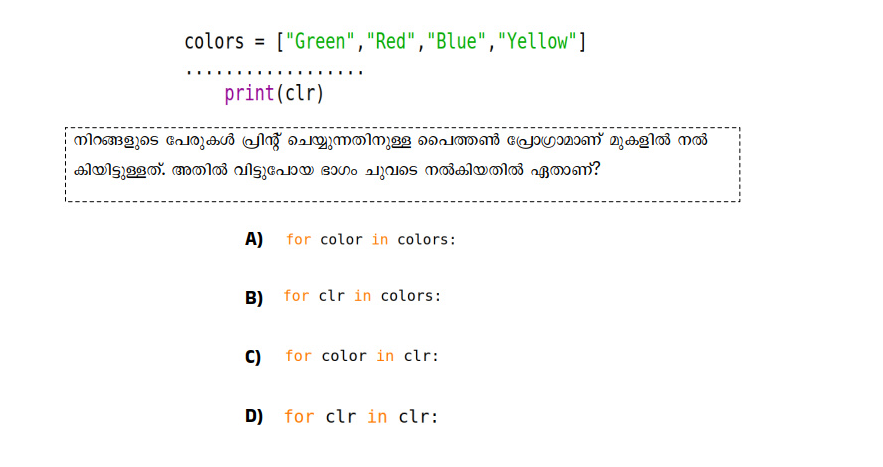 colors = ["Green","Red","Blue","Yellow"]
..................
print(clr)
നിറങ്ങളുടെ പേരുകൾ പ്രിന്റ് ചെയ്യുന്നതിനുള്ള പൈത്തൺ പ്രോഗ്രാമാണ് മുകളിൽ നൽ
കിയിട്ടുള്ളത്. അതിൽ വിട്ടുപോയ ഭാഗം ചുവടെ നൽകിയതിൽ ഏതാണ്?
A) for color in colors:
B) for clr in colors:
C) for color in clr:
D) for clr in clr: